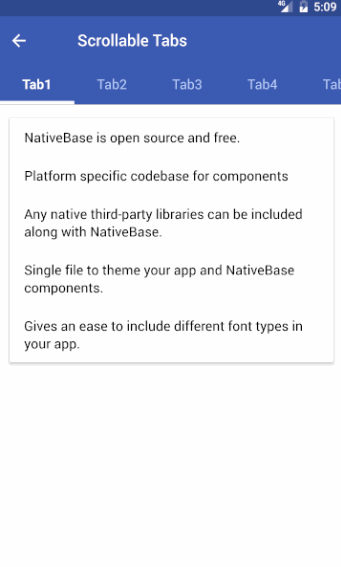 4G 5:09
Scrollable Tabs
Tab1 Tab2 Tab3 Tab4 Tab
NativeBase is open source and free.
Platform specific codebase for components
Any native third-party libraries can be included
along with NativeBase.
Single file to theme your app and NativeBase
components.
Gives an ease to include different font types in
your app.